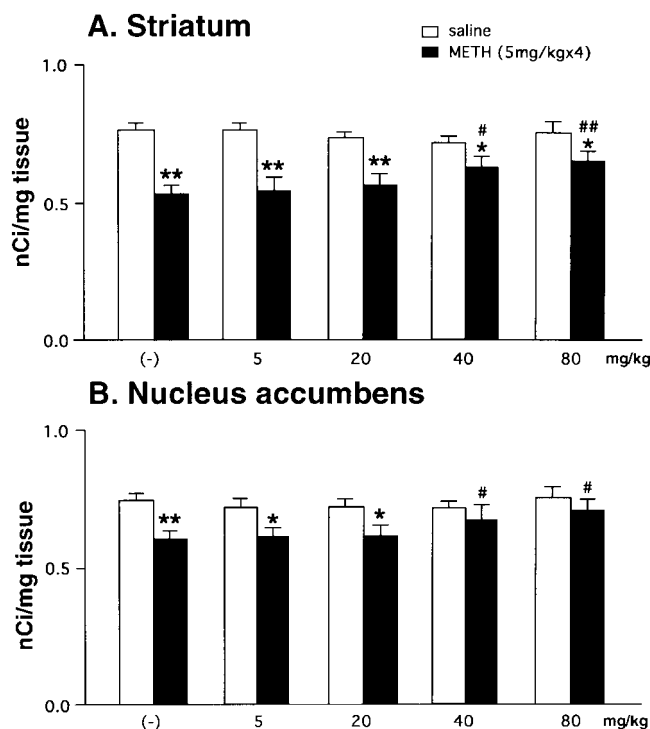 A. Striatum
saline
METH (5mg/kgx4)
1.0
0.5
0.0
nCi/mg tissue
** ** ** # * ## *
(-) 5 20 40 80 mg/kg
B. Nucleus accumbens
1.0
0.5
0.0
nCi/mg tissue
** * * # #
(-) 5 20 40 80 mg/kg